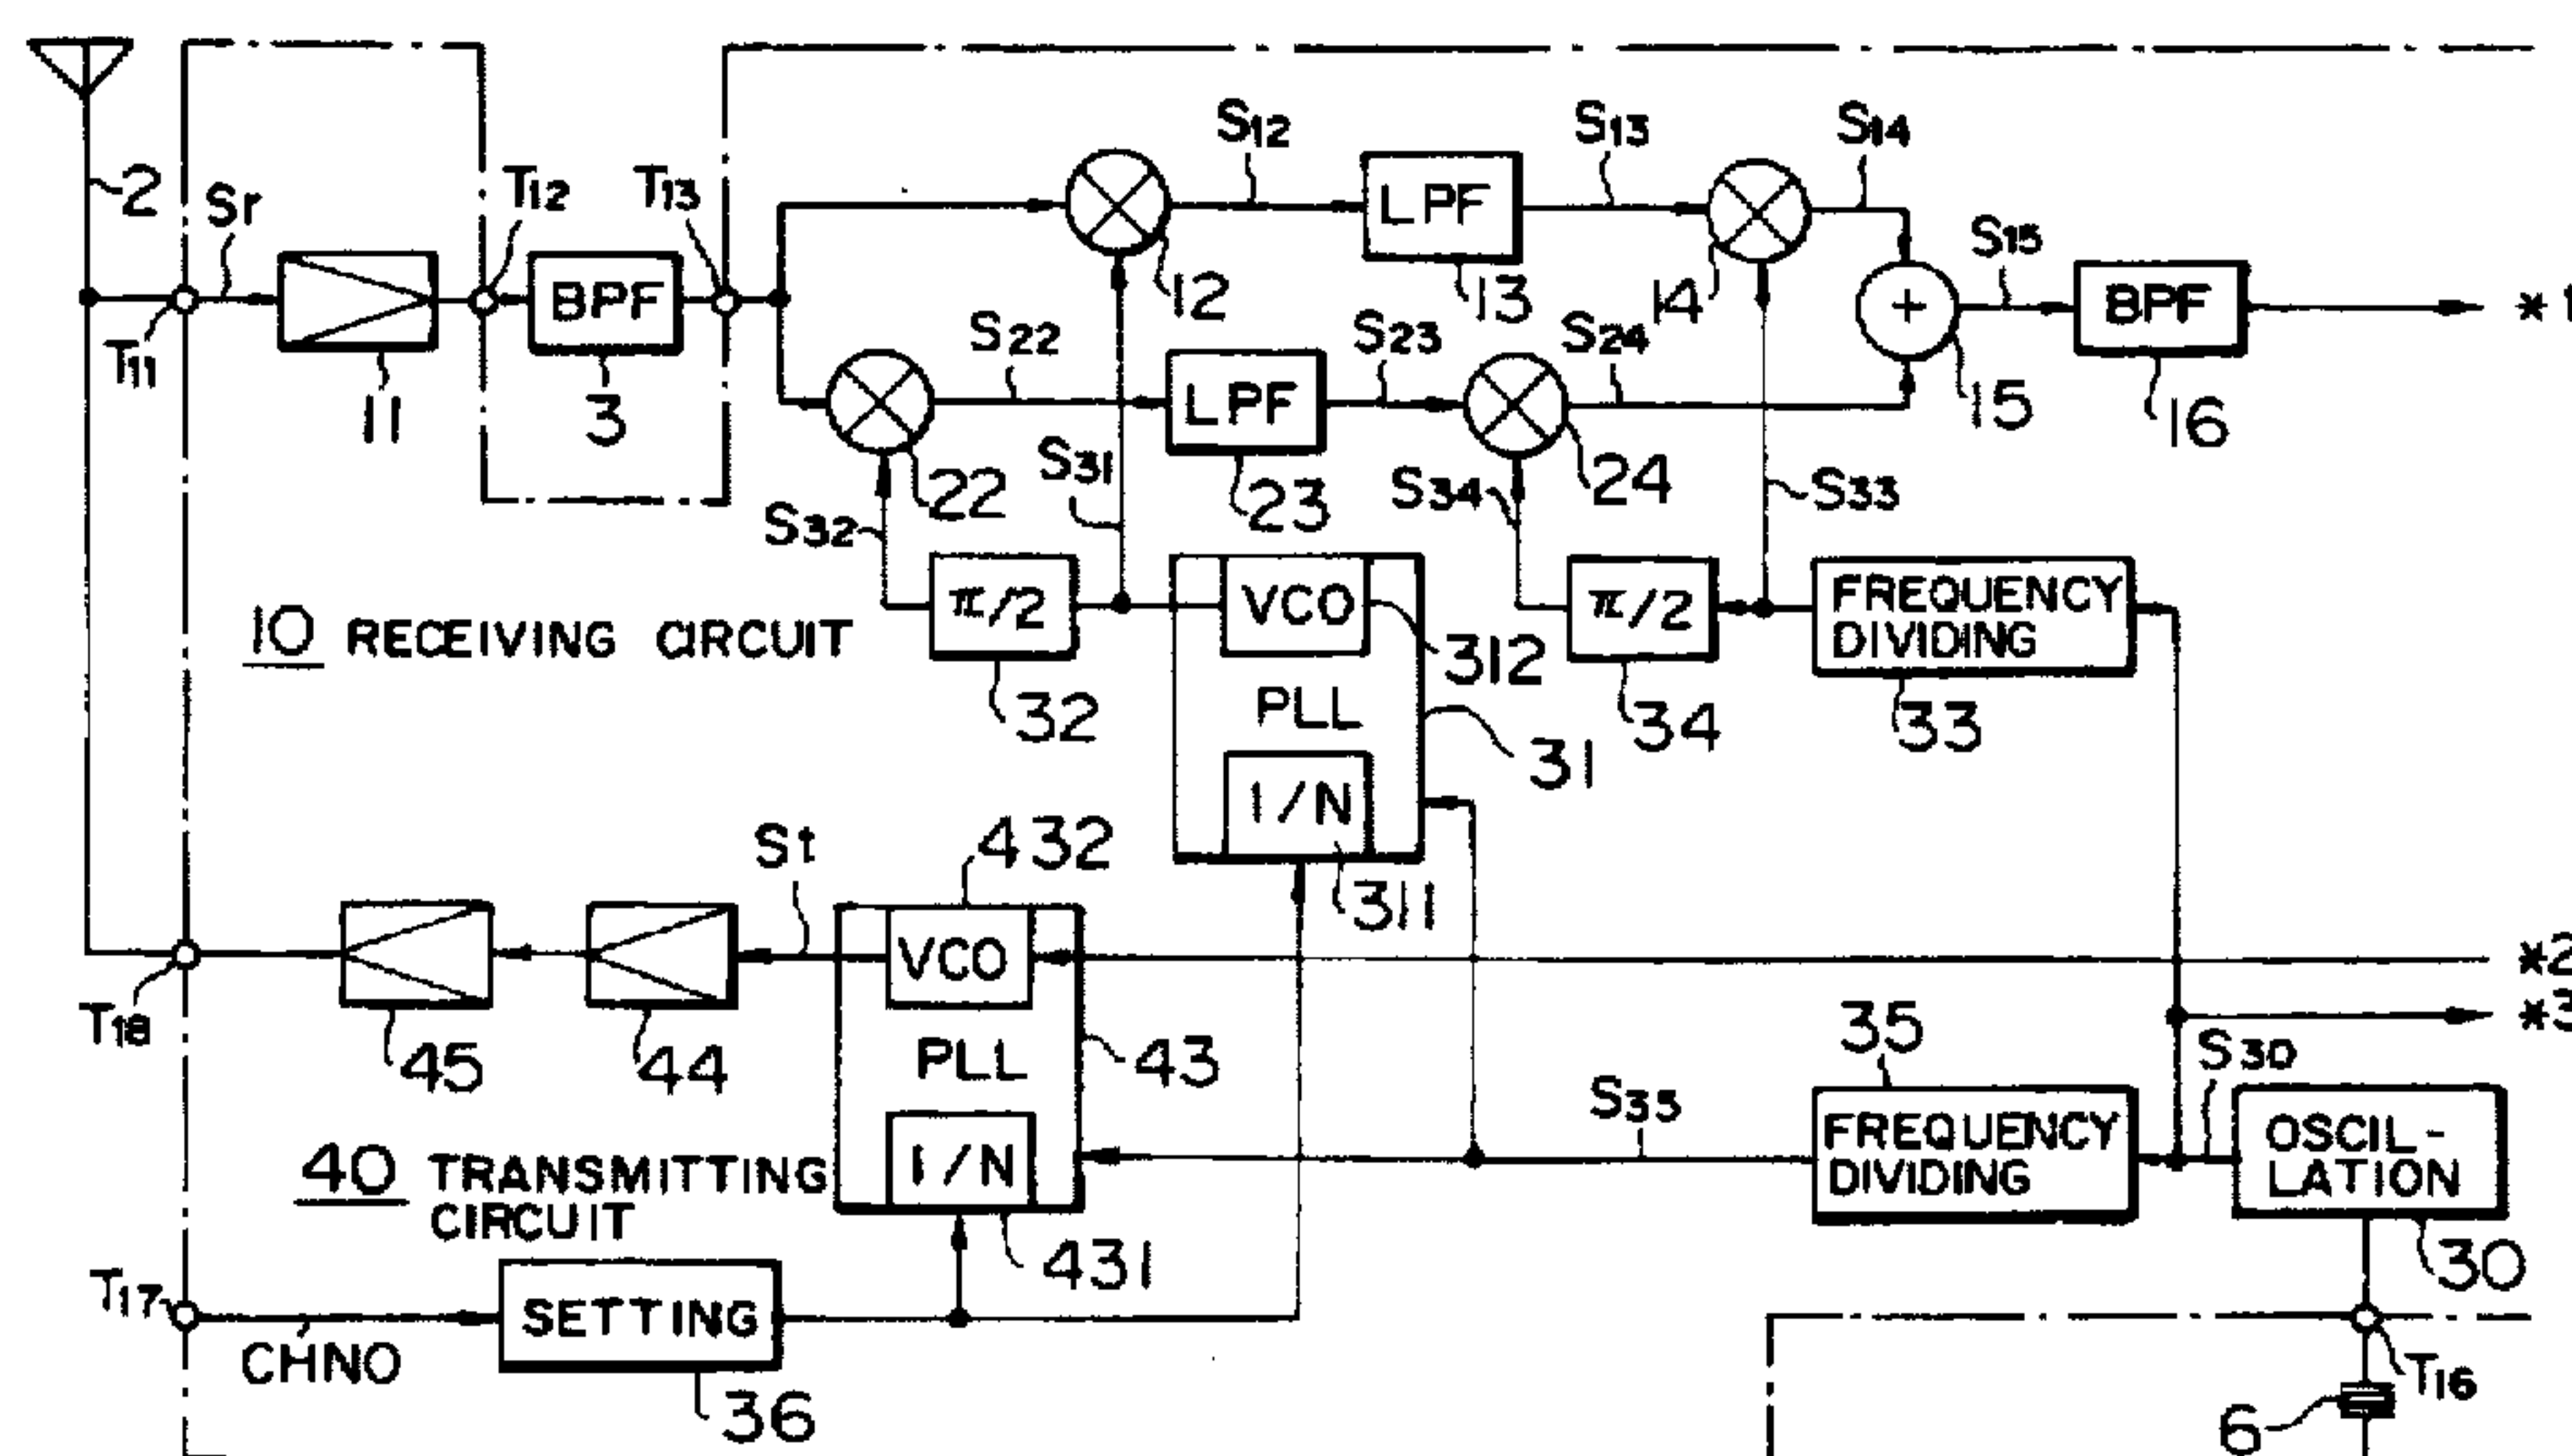 S12
S13
S14
2
Sr
T12
T13
LPF
S15
BPF
12
13
14
BPF
*1
T11
S22
S23
S24
LPF
11
3
15
16
S31
S34
24
S33
22
23
S32
π/2
VCO
π/2
FREQUENCY
DIVIDING
10 RECEIVING CIRCUIT
312
32
PLL
34
33
31
1/N
St
432
311
VCO
*2
*3
T18
45
44
PLL
43
35
S30
S35
FREQUENCY
DIVIDING
OSCIL-
LATION
40 TRANSMITTING
CIRCUIT
1/N
431
30
T17
SETTING
CHNO
T16
36
6